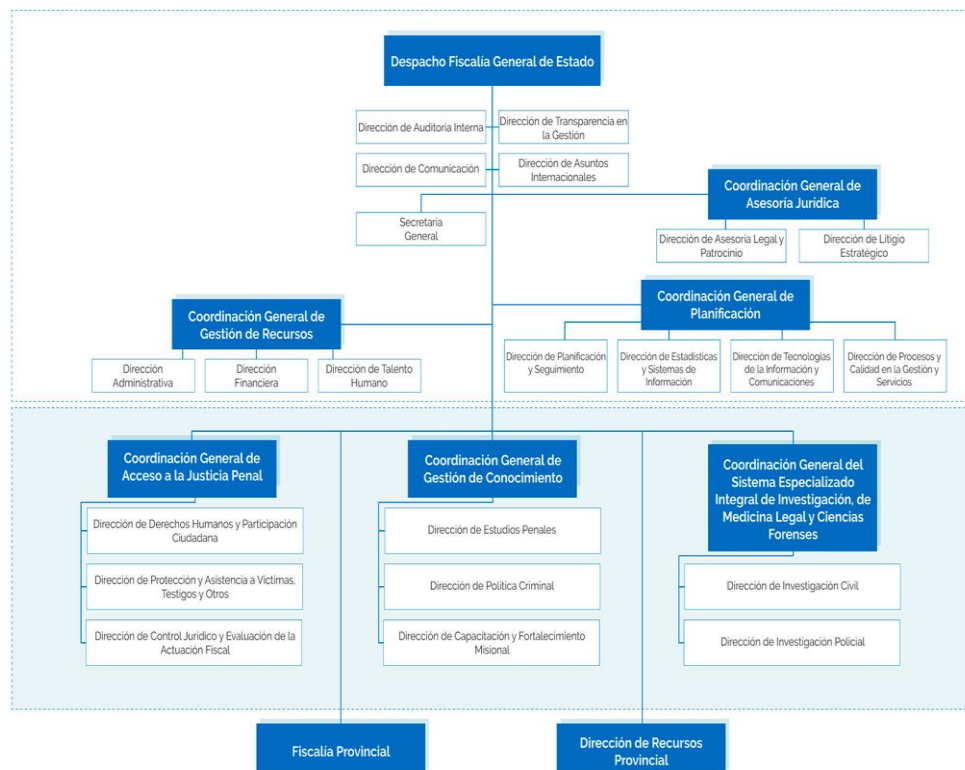 Despacho Fiscalía General de Estado
Dirección de Auditoría Interna
Dirección de Transparencia en
la Gestión
Dirección de Comunicación
Dirección de Asuntos
Internacionales
Secretaria
General
Coordinación General de
Asesoría Jurídica
Dirección de Asesoría Legal y
Patrocinio
Dirección de Litigio
Estratégico
Coordinación General de
Gestión de Recursos
Dirección
Administrativa
Dirección
Financiera
Dirección de Talento
Humano
Coordinación General de
Planificación
Dirección de Planificación
y Seguimiento
Dirección de Estadísticas
y Sistemas de
Información
Dirección de Tecnologías
de la Información y
Comunicaciones
Dirección de Procesos y
Calidad en la Gestión y
Servicios
Coordinación General de
Acceso a la Justicia Penal
Dirección de Derechos Humanos y Participación
Ciudadana
Dirección de Protección y Asistencia a Víctimas,
Testigos y Otros
Dirección de Control Jurídico y Evaluación de la
Actuación Fiscal
Coordinación General de
Gestión de Conocimiento
Dirección de Estudios Penales
Dirección de Política Criminal
Dirección de Capacitación y Fortalecimiento
Misional
Coordinación General del
Sistema Especializado
Integral de Investigación, de
Medicina Legal y Ciencias
Forenses
Dirección de Investigación Civil
Dirección de Investigación Policial
Fiscalía Provincial
Dirección de Recursos
Provincial